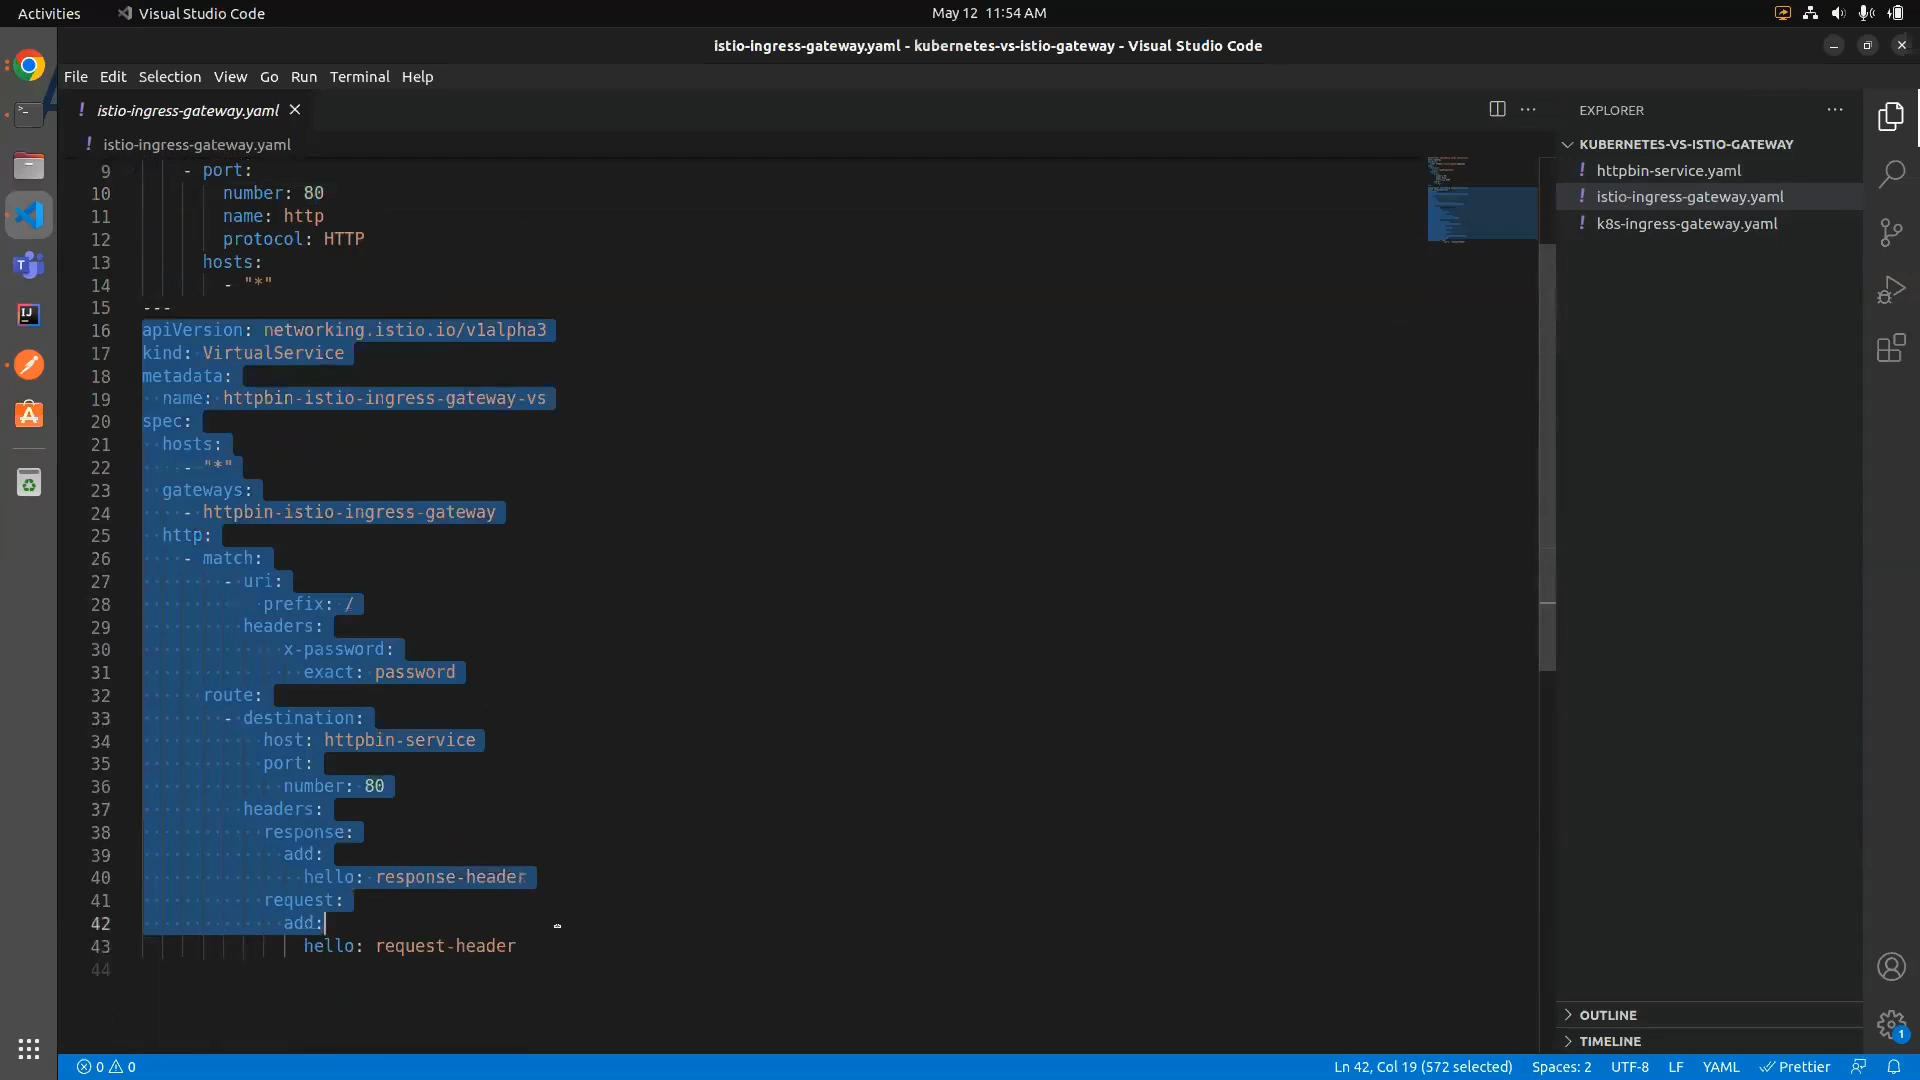 Activities
Visual Studio Code
May 12 11:54 AM
istio-ingress-gateway.yaml - kubernetes-vs-istio-gateway - Visual Studio Code
File Edit Selection View Go Run Terminal Help
! istio-ingress-gateway.yaml
! istio-ingress-gateway.yaml
9 - port:
10 number: 80
11 name: http
12 protocol: HTTP
13 hosts:
14 - "*"
15 ---
16 apiVersion: networking.istio.io/v1alpha3
17 kind: VirtualService
18 metadata:
19 name: httpbin-istio-ingress-gateway-vs
20 spec:
21 hosts:
22 - "*"
23 gateways:
24 - httpbin-istio-ingress-gateway
25 http:
26 - match:
27 - uri:
28 prefix: /
29 headers:
30 x-password:
31 exact: password
32 route:
33 - destination:
34 host: httpbin-service
35 port:
36 number: 80
37 headers:
38 response:
39 add:
40 hello: response-header
41 request:
42 add:
43 hello: request-header
44
EXPLORER
KUBERNETES-VS-ISTIO-GATEWAY
! httpbin-service.yaml
! istio-ingress-gateway.yaml
! k8s-ingress-gateway.yaml
OUTLINE
TIMELINE
1
0 0
Ln 42, Col 19 (572 selected)
Spaces: 2
UTF-8
LF
YAML
Prettier